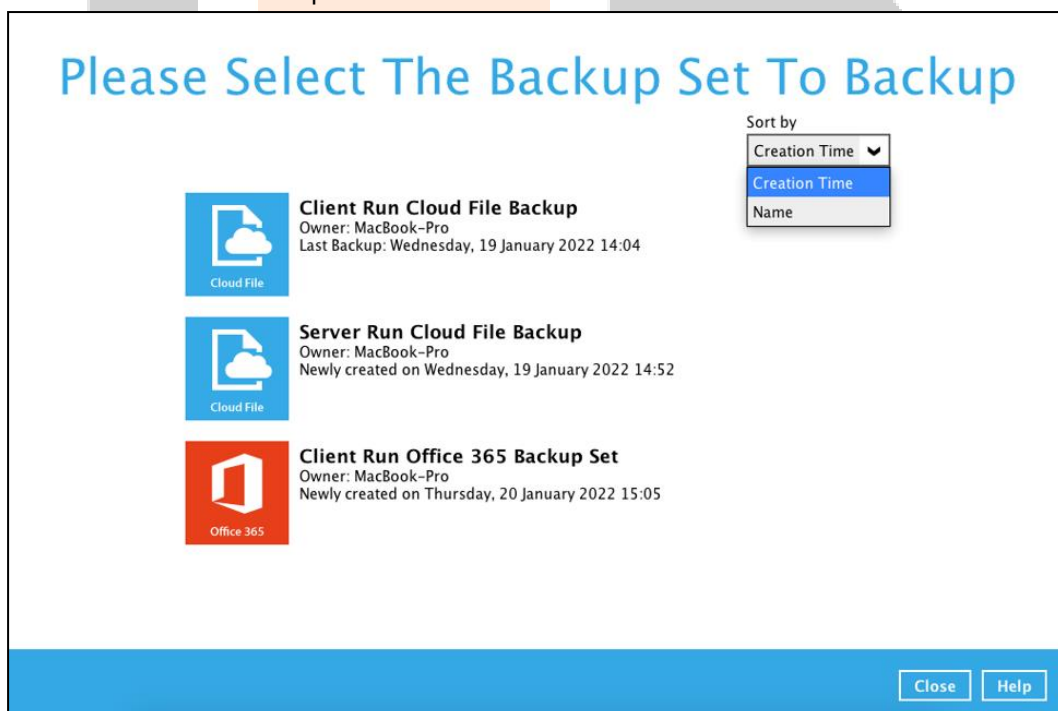 Please Select The Backup Set To Backup
Sort by
Creation Time
Creation Time
Name
Client Run Cloud File Backup
Owner: MacBook-Pro
Last Backup: Wednesday, 19 January 2022 14:04
Cloud File
Server Run Cloud File Backup
Owner: MacBook-Pro
Newly created on Wednesday, 19 January 2022 14:52
Cloud File
Client Run Office 365 Backup Set
Owner: MacBook-Pro
Newly created on Thursday, 20 January 2022 15:05
Office 365
Close
Help